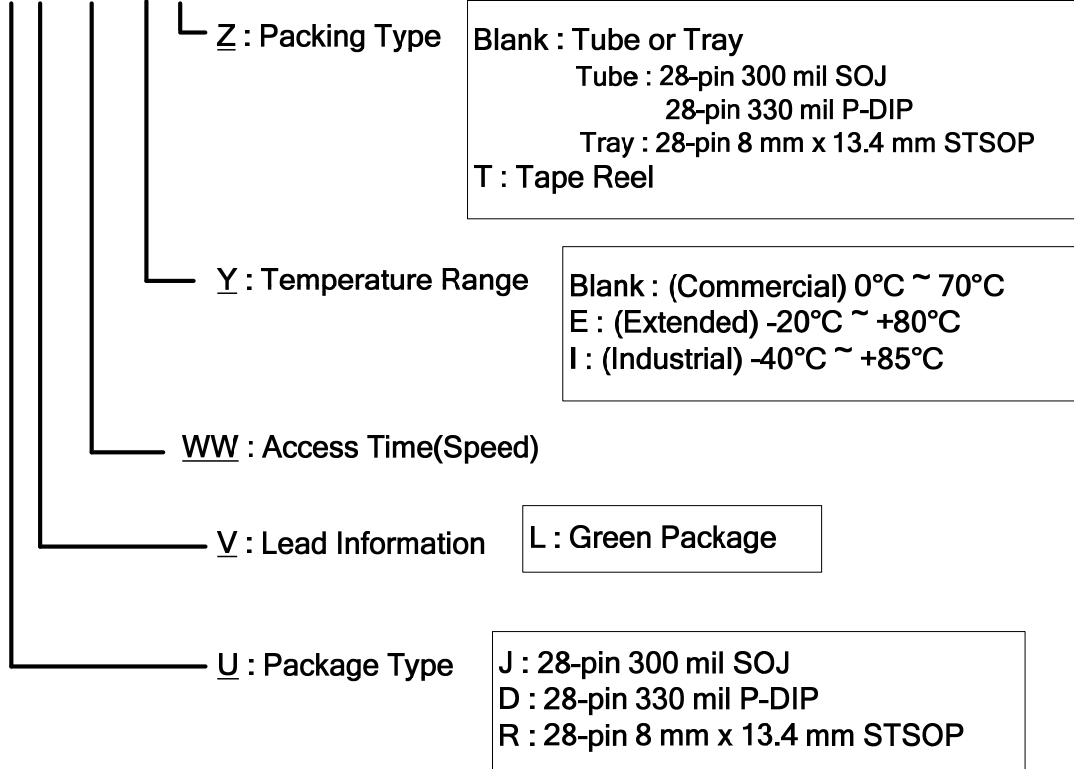 Z : Packing Type
Blank : Tube or Tray
Tube : 28-pin 300 mil SOJ
28-pin 330 mil P-DIP
Tray : 28-pin 8 mm x 13.4 mm STSOP
T : Tape Reel
Y : Temperature Range
Blank : (Commercial) 0°C ~ 70°C
E : (Extended) -20°C ~ +80°C
I : (Industrial) -40°C ~ +85°C
WW : Access Time(Speed)
V : Lead Information
L : Green Package
U : Package Type
J : 28-pin 300 mil SOJ
D : 28-pin 330 mil P-DIP
R : 28-pin 8 mm x 13.4 mm STSOP